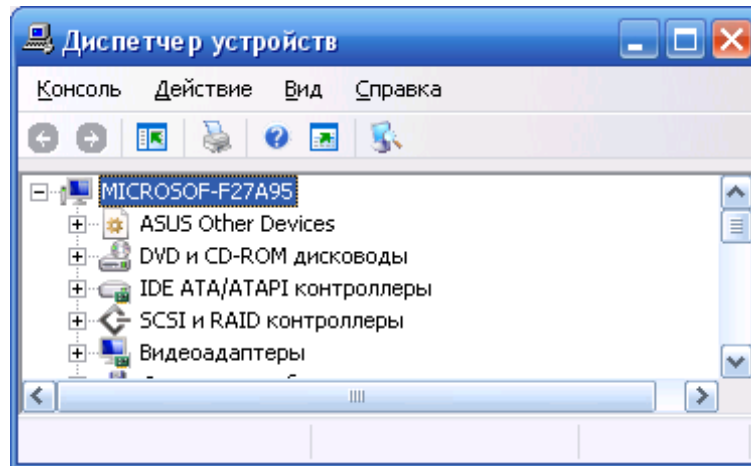 Диспетчер устройств
Консоль Действие Вид Справка
MICROSOF-F27A95
ASUS Other Devices
DVD и CD-ROM дисководы
IDE ATA/ATAPI контроллеры
SCSI и RAID контроллеры
Видеоадаптеры